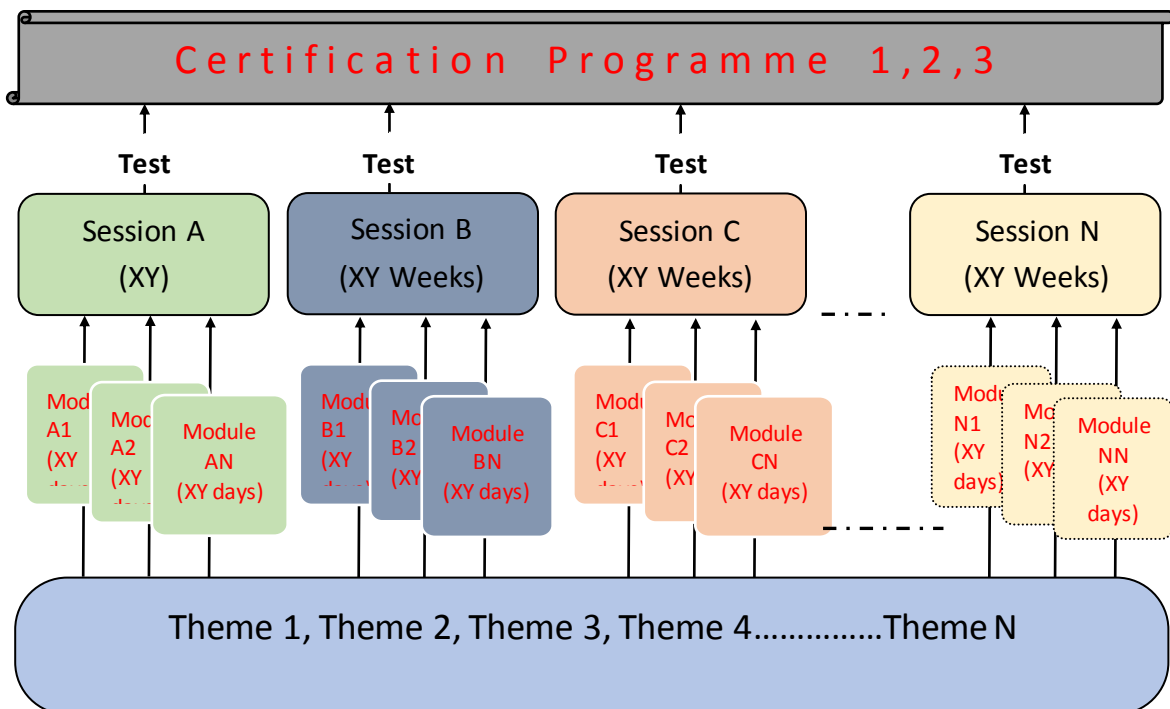 Certification Programme 1,2,3
Test
Test
Test
Test
Session A
(XY)
Session B
(XY Weeks)
Session C
(XY Weeks)
Session N
(XY Weeks)
A1
(XY
A2
(XY
Module
AN
(XY days)
B1
(XY
B2
(XY
Module
BN
(XY days)
C1
(XY
C2
(XY
Module
CN
(XY days)
N1
(XY
days)
N2
(XY
Module
NN
(XY
days)
Theme 1, Theme 2, Theme 3, Theme 4……………Theme N